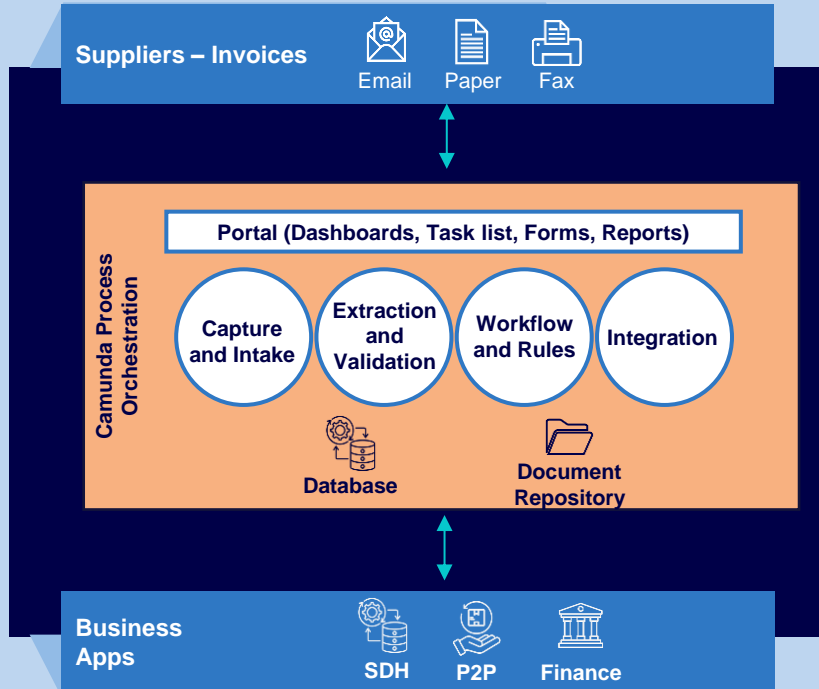 Suppliers – Invoices
Email
Paper
Fax
Camunda Process
Orchestration
Portal (Dashboards, Task list, Forms, Reports)
Capture
and Intake
Extraction
and
Validation
Workflow
and Rules
Integration
Database
Document
Repository
Business
Apps
SDH
P2P
Finance